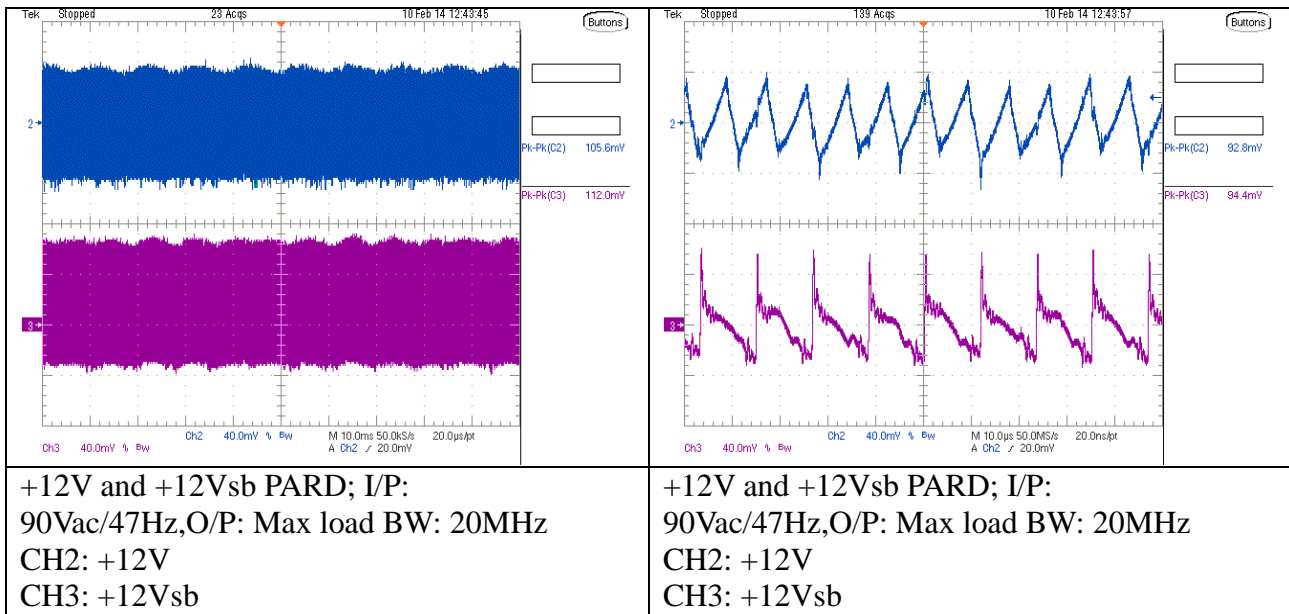 Tek Stopped 23 Acqs 10 Feb 14 12:43:45
Buttons
2
Pk-Pk(C2) 105.6mV
Pk-Pk(C3) 112.0mV
3
Ch2 40.0mV % Bw M 10.0ms 50.0kS/s 20.0µs/pt
Ch3 40.0mV % Bw A Ch2 / 20.0mV
+12V and +12Vsb PARD; I/P:
90Vac/47Hz,O/P: Max load BW: 20MHz
CH2: +12V
CH3: +12Vsb
Tek Stopped 139 Acqs 10 Feb 14 12:43:57
Buttons
2
Pk-Pk(C2) 92.8mV
Pk-Pk(C3) 94.4mV
3
Ch2 40.0mV % Bw M 10.0µs 50.0MS/s 20.0ns/pt
Ch3 40.0mV % Bw A Ch2 / 20.0mV
+12V and +12Vsb PARD; I/P:
90Vac/47Hz,O/P: Max load BW: 20MHz
CH2: +12V
CH3: +12Vsb